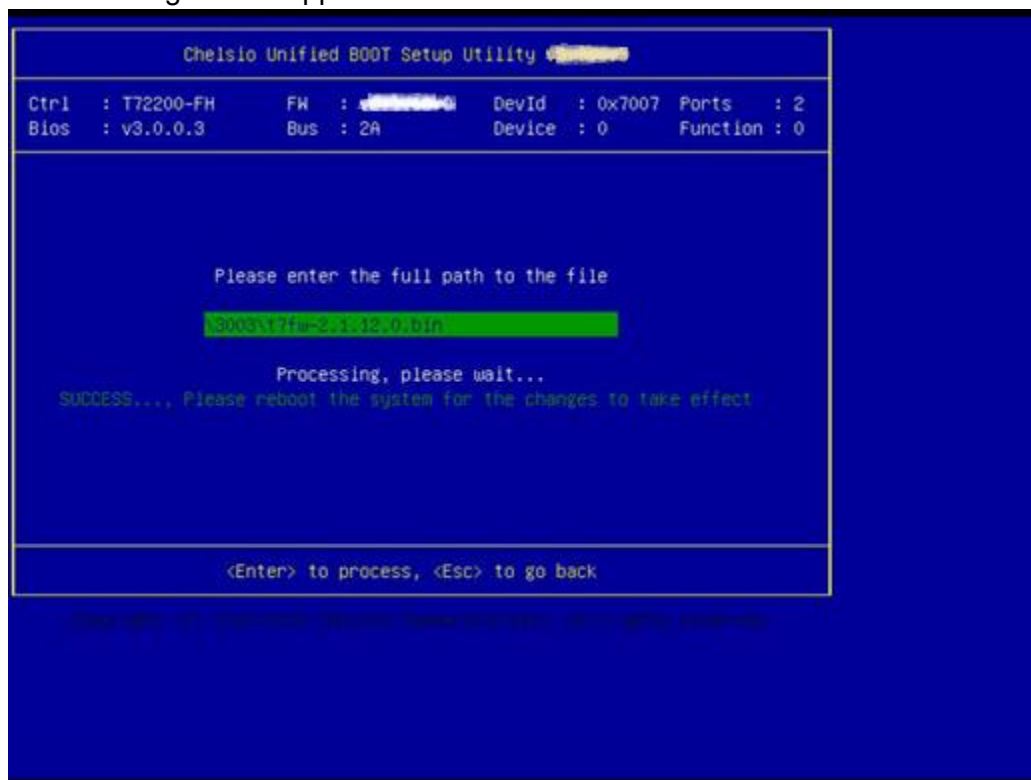 Chelsio Unified BOOT Setup Utility
Ctrl : T72200-FH FW : DevId : 0x7007 Ports : 2
Bios : v3.0.0.3 Bus : 2A Device : 0 Function : 0
Please enter the full path to the file
\3003\t7fw-2.1.12.0.bin
Processing, please wait...
SUCCESS..., Please reboot the system for the changes to take effect
<Enter> to process, <Esc> to go back